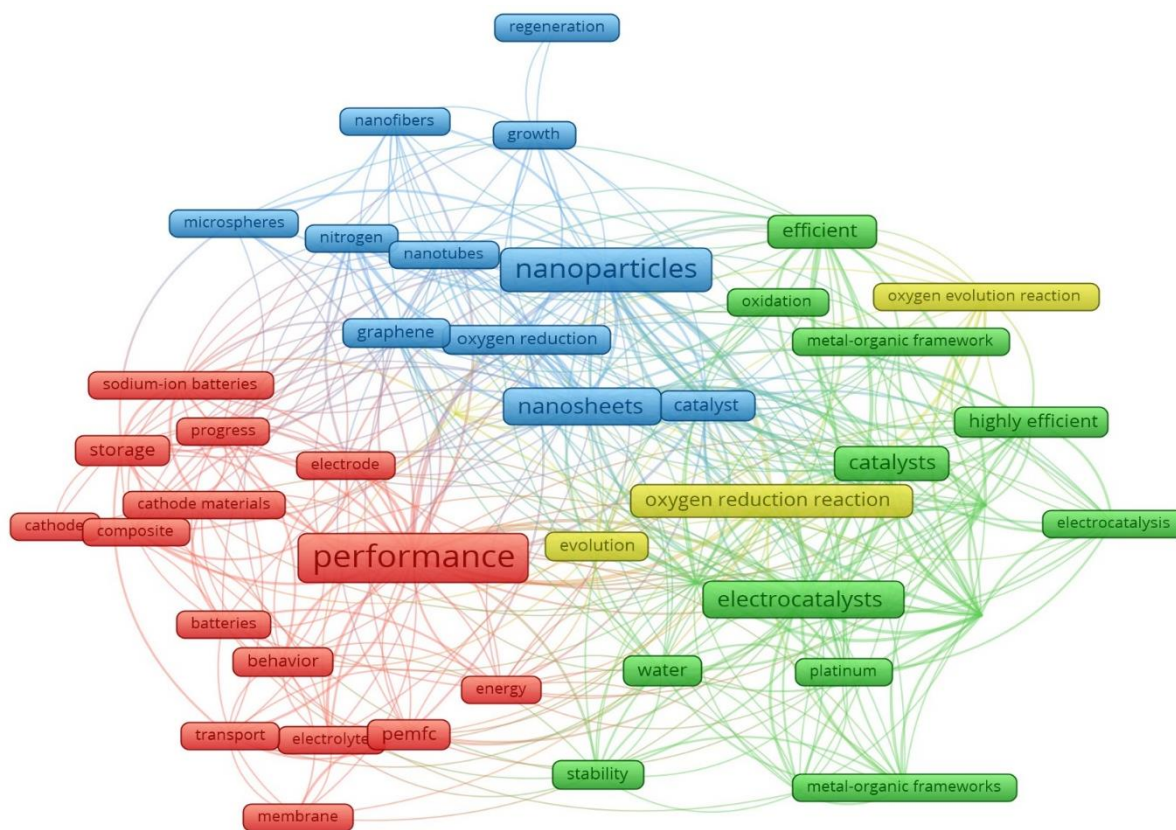 regeneration
nanofibers
growth
microspheres
nitrogen
nanotubes
efficient
nanoparticles
oxidation
oxygen evolution reaction
graphene
oxygen reduction
metal-organic framework
sodium-ion batteries
nanosheets
catalyst
highly efficient
progress
storage
electrode
catalysts
cathode materials
oxygen reduction reaction
cathode
composite
electrocatalysis
performance
evolution
electrocatalysts
batteries
behavior
water
platinum
energy
transport
electrolyte
pemfc
stability
metal-organic frameworks
membrane